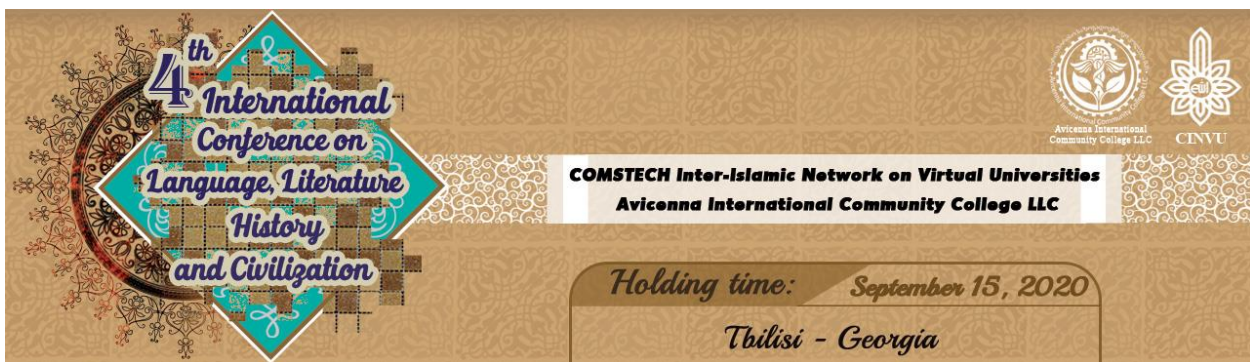 4th
International
Conference on
Language, Literature
History
and Civilization
Avicenna International
Community College LLC
CINVU
COMSTECH Inter-Islamic Network on Virtual Universities
Avicenna International Community College LLC
Holding time: September 15, 2020
Tbilisi - Georgia